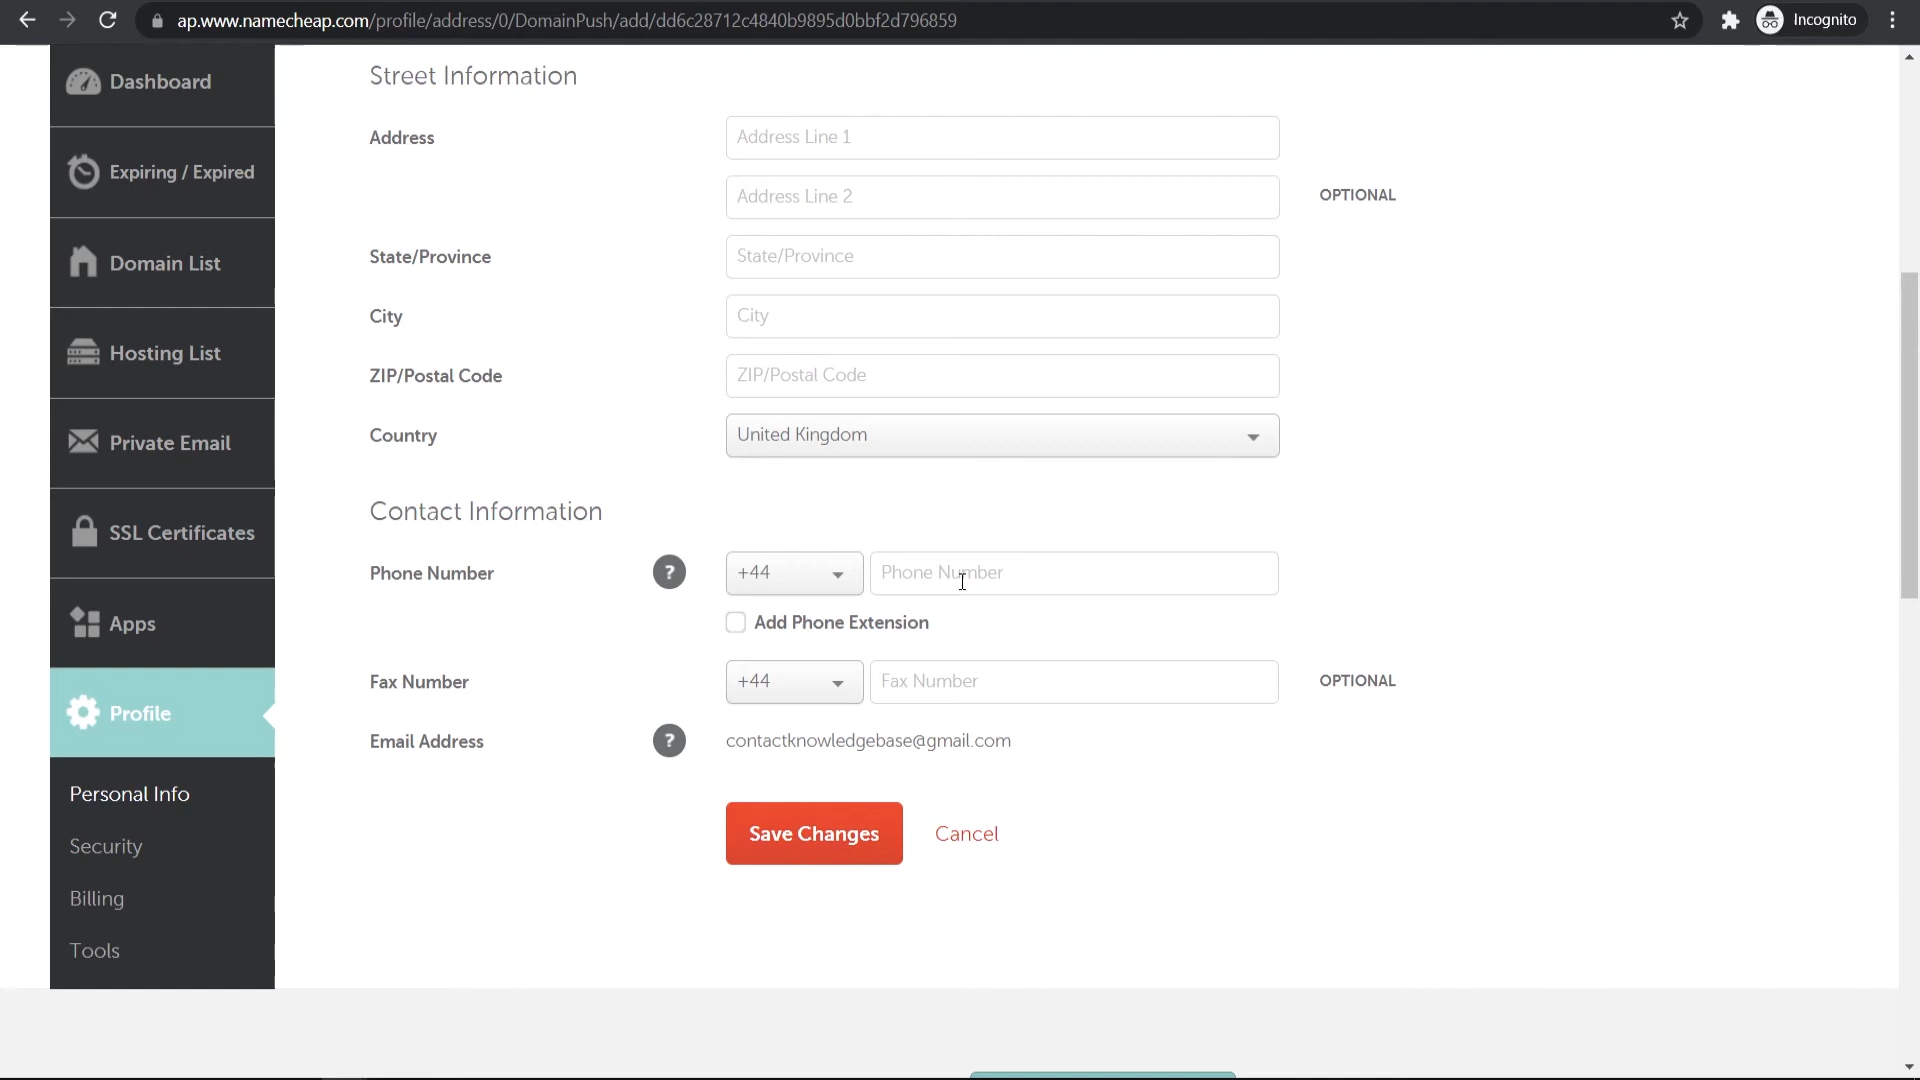 ap.www.namecheap.com/profile/address/0/DomainPush/add/dd6c28712c4840b9895d0bbf2d796859
Incognito
Dashboard
Expiring / Expired
Domain List
Hosting List
Private Email
SSL Certificates
Apps
Profile
Personal Info
Security
Billing
Tools
Street Information
Address
Address Line 1
Address Line 2
OPTIONAL
State/Province
State/Province
City
City
ZIP/Postal Code
ZIP/Postal Code
Country
United Kingdom
Contact Information
Phone Number
?
+44
Phone Number
Add Phone Extension
Fax Number
+44
Fax Number
OPTIONAL
Email Address
?
contactknowledgebase@gmail.com
Save Changes
Cancel